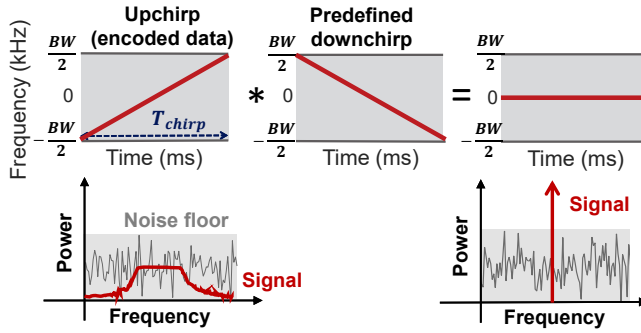 Upchirp
(encoded data)
Predefined
downchirp
Frequency (kHz)
BW
2
0
T_chirp
− BW
2
Time (ms)
*
BW
2
0
− BW
2
Time (ms)
=
BW
2
0
− BW
2
Time (ms)
Power
Noise floor
Signal
Frequency
Power
Signal
Frequency